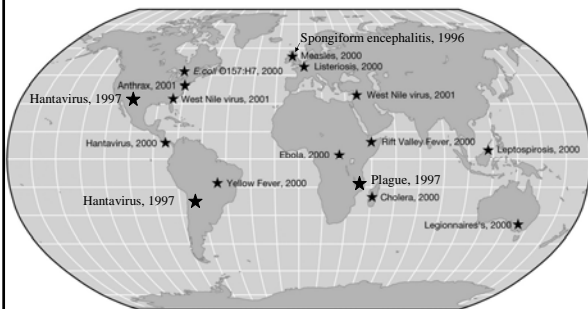 Spongiform encephalitis, 1996
Measles, 2000
Listeriosis, 2000
E.coli O157:H7, 2000
Anthrax, 2001
Hantavirus, 1997
West Nile virus, 2001
West Nile virus, 2001
Hantavirus, 2000
Rift Valley Fever, 2000
Leptospirosis, 2000
Ebola, 2000
Yellow Fever, 2000
Plague, 1997
Hantavirus, 1997
Cholera, 2000
Legionnaires's, 2000